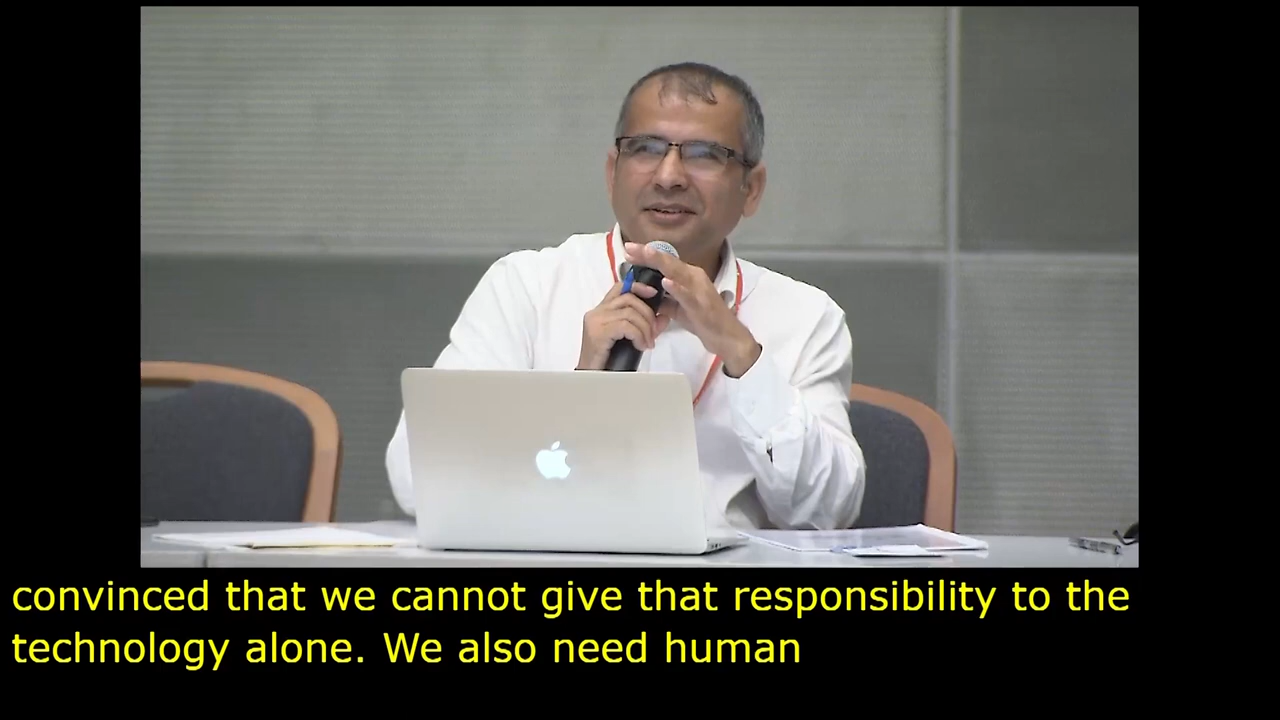 convinced that we cannot give that responsibility to the
technology alone. We also need human